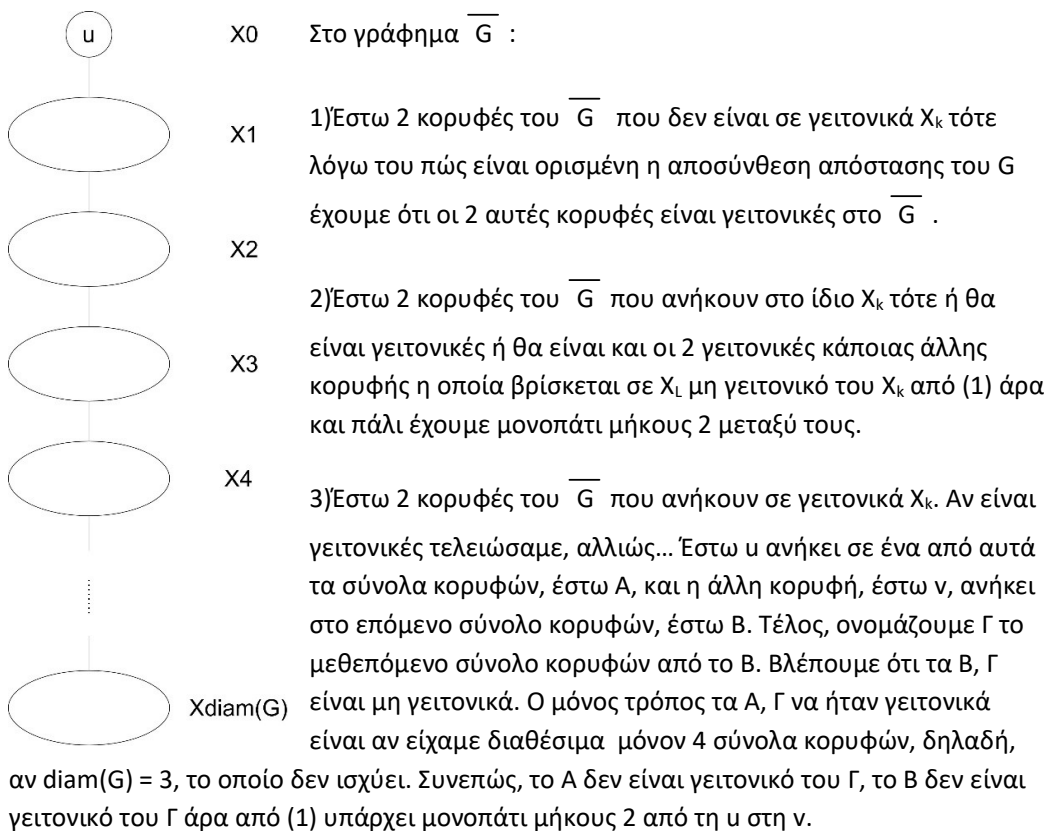 u X0 Στο γράφημα G :
X1 1)Έστω 2 κορυφές του G που δεν είναι σε γειτονικά Xk τότε
λόγω του πώς είναι ορισμένη η αποσύνθεση απόστασης του G
έχουμε ότι οι 2 αυτές κορυφές είναι γειτονικές στο G .
X2
2)Έστω 2 κορυφές του G που ανήκουν στο ίδιο Xk τότε ή θα
είναι γειτονικές ή θα είναι και οι 2 γειτονικές κάποιας άλλης
X3
κορυφής η οποία βρίσκεται σε XL μη γειτονικό του Xk από (1) άρα
και πάλι έχουμε μονοπάτι μήκους 2 μεταξύ τους.
X4
3)Έστω 2 κορυφές του G που ανήκουν σε γειτονικά Xk. Αν είναι
γειτονικές τελειώσαμε, αλλιώς... Έστω u ανήκει σε ένα από αυτά
τα σύνολα κορυφών, έστω Α, και η άλλη κορυφή, έστω v, ανήκει
στο επόμενο σύνολο κορυφών, έστω Β. Τέλος, ονομάζουμε Γ το
μεθεπόμενο σύνολο κορυφών από το Β. Βλέπουμε ότι τα Β, Γ
Xdiam(G) είναι μη γειτονικά. Ο μόνος τρόπος τα Α, Γ να ήταν γειτονικά
είναι αν είχαμε διαθέσιμα μόνον 4 σύνολα κορυφών, δηλαδή,
αν diam(G) = 3, το οποίο δεν ισχύει. Συνεπώς, το Α δεν είναι γειτονικό του Γ, το Β δεν είναι
γειτονικό του Γ άρα από (1) υπάρχει μονοπάτι μήκους 2 από τη u στη v.